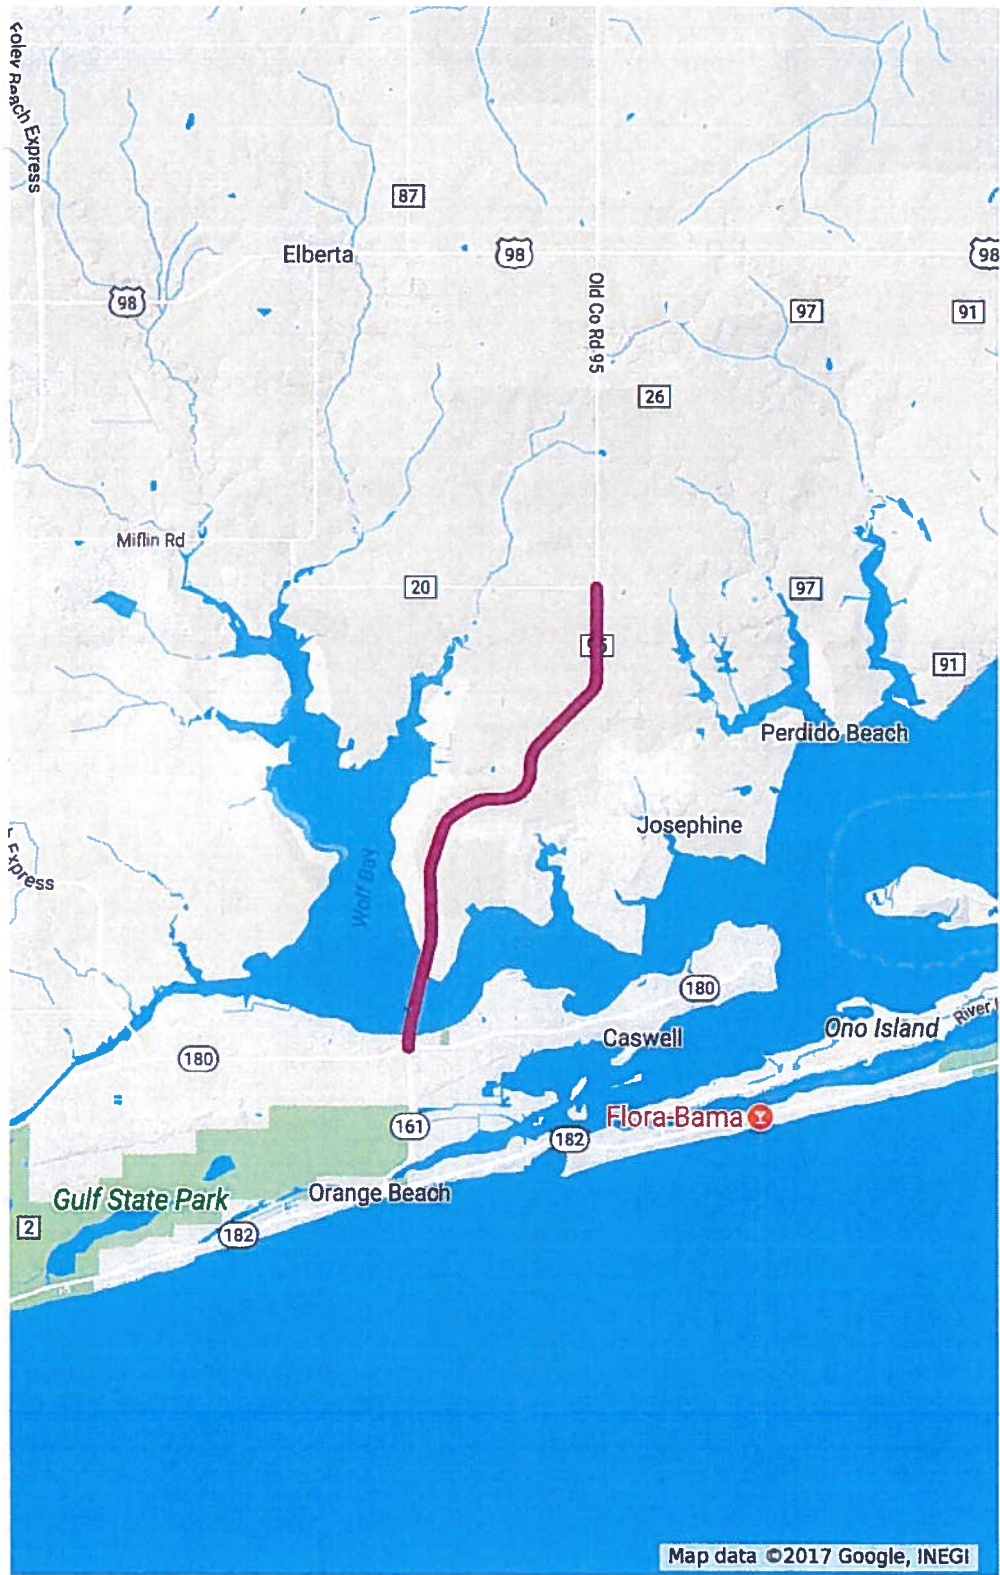 Foley Beach Express
87
Elberta
98
98
98
Old Co Rd 95
97
91
26
Miflin Rd
20
97
95
91
Perdido Beach
Josephine
Express
Wolf Bay
180
Ono Island
River
Caswell
180
161
Flora-Bama
182
Gulf State Park
Orange Beach
2
182
Map data ©2017 Google, INEGI